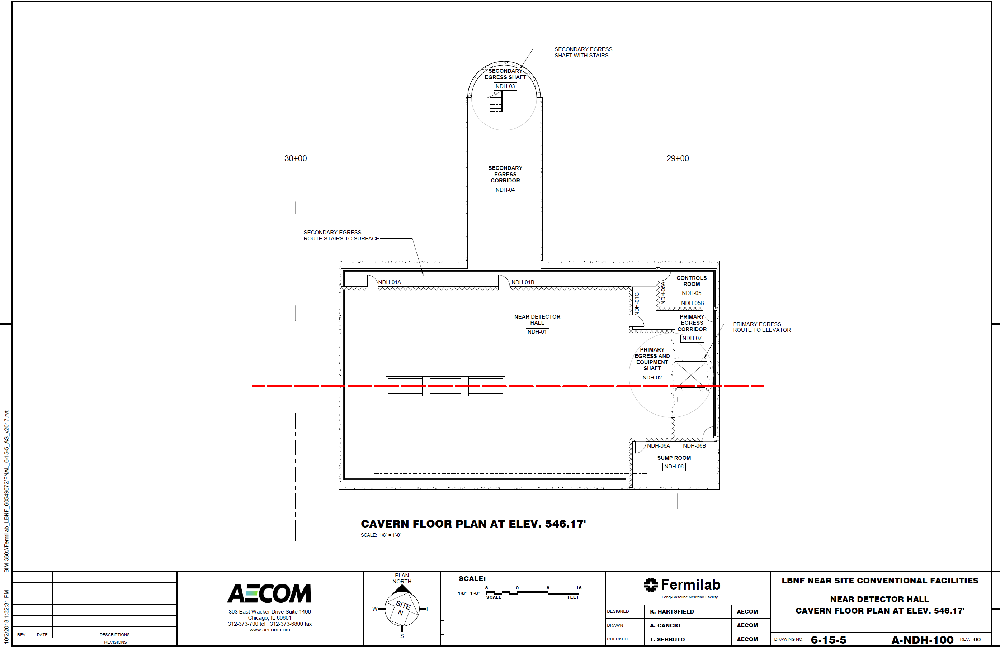 SECONDARY EGRESS
SHAFT WITH STAIRS
SECONDARY
EGRESS SHAFT
NDH-03
30+00
29+00
SECONDARY
EGRESS
CORRIDOR
NDH-04
SECONDARY EGRESS
ROUTE STAIRS TO SURFACE
NDH-01A
NDH-01B
NDH-01C
NDH-05A
CONTROLS
ROOM
NDH-05
NDH-05B
NEAR DETECTOR
HALL
NDH-01
PRIMARY
EGRESS
CORRIDOR
NDH-07
PRIMARY EGRESS
ROUTE TO ELEVATOR
PRIMARY
EGRESS AND
EQUIPMENT
SHAFT
NDH-02
NDH-06A
NDH-06B
SUMP ROOM
NDH-06
CAVERN FLOOR PLAN AT ELEV. 546.17'
SCALE: 1/8" = 1'-0"
BIM 360://Fermilab_LBNF_60549672/FNAL_6-15-5_AS_v2017.rvt
10/2/2018 1:32:31 PM
REV.
DATE
DESCRIPTIONS
REVISIONS
AECOM
303 East Wacker Drive Suite 1400
Chicago, IL 60601
312-373-700 tel 312-373-6800 fax
www.aecom.com
PLAN
NORTH
W
SITE
N
E
S
SCALE:
8 0 8 16
1/8"=1'-0"
SCALE
FEET
Fermilab
Long-Baseline Neutrino Facility
DESIGNED K. HARTSFIELD AECOM
DRAWN A. CANCIO AECOM
CHECKED T. SERRUTO AECOM
LBNF NEAR SITE CONVENTIONAL FACILITIES
NEAR DETECTOR HALL
CAVERN FLOOR PLAN AT ELEV. 546.17'
DRAWING NO. 6-15-5 A-NDH-100 REV. 00